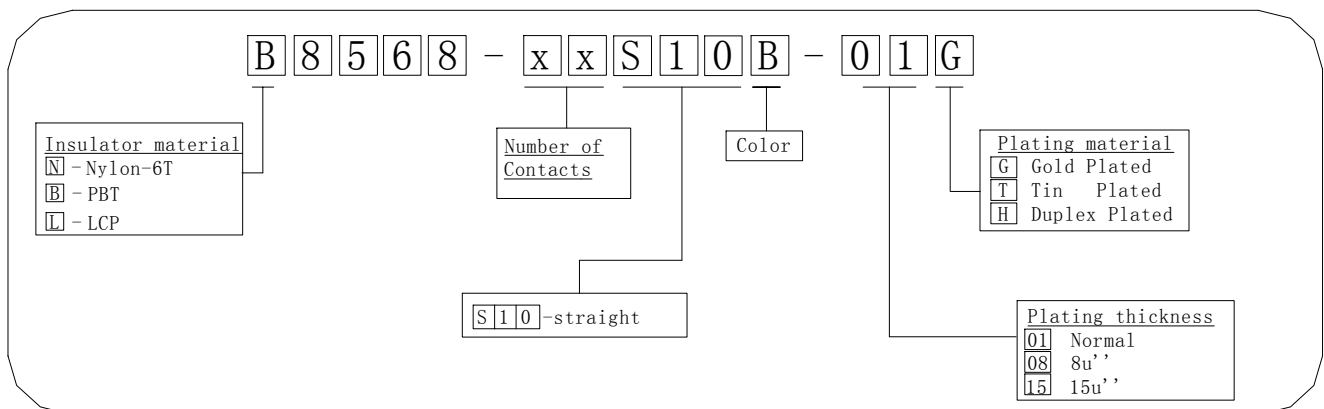 B8568-xxS10B-01G
Insulator material
N-Nylon-6T
B-PBT
L-LCP
Number of
Contacts
Color
Plating material
G Gold Plated
T Tin Plated
H Duplex Plated
S10-straight
Plating thickness
01 Normal
08 8u''
15 15u''